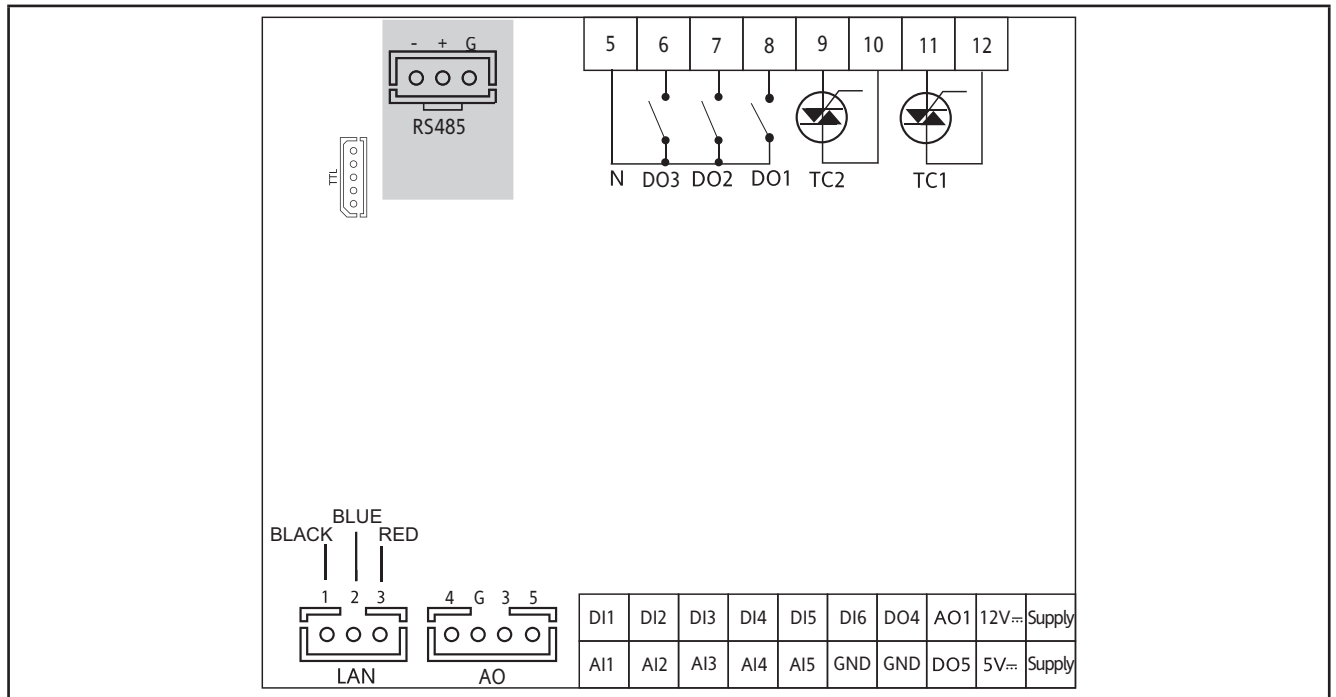 - + G
RS485
TTL
5 6 7 8 9 10 11 12
N DO3 DO2 DO1 TC2 TC1
BLUE
BLACK RED
1 2 3
LAN
4 G 3 5
AO
DI1 DI2 DI3 DI4 DI5 DI6 DO4 AO1 12V⎓ Supply
AI1 AI2 AI3 AI4 AI5 GND GND DO5 5V⎓ Supply